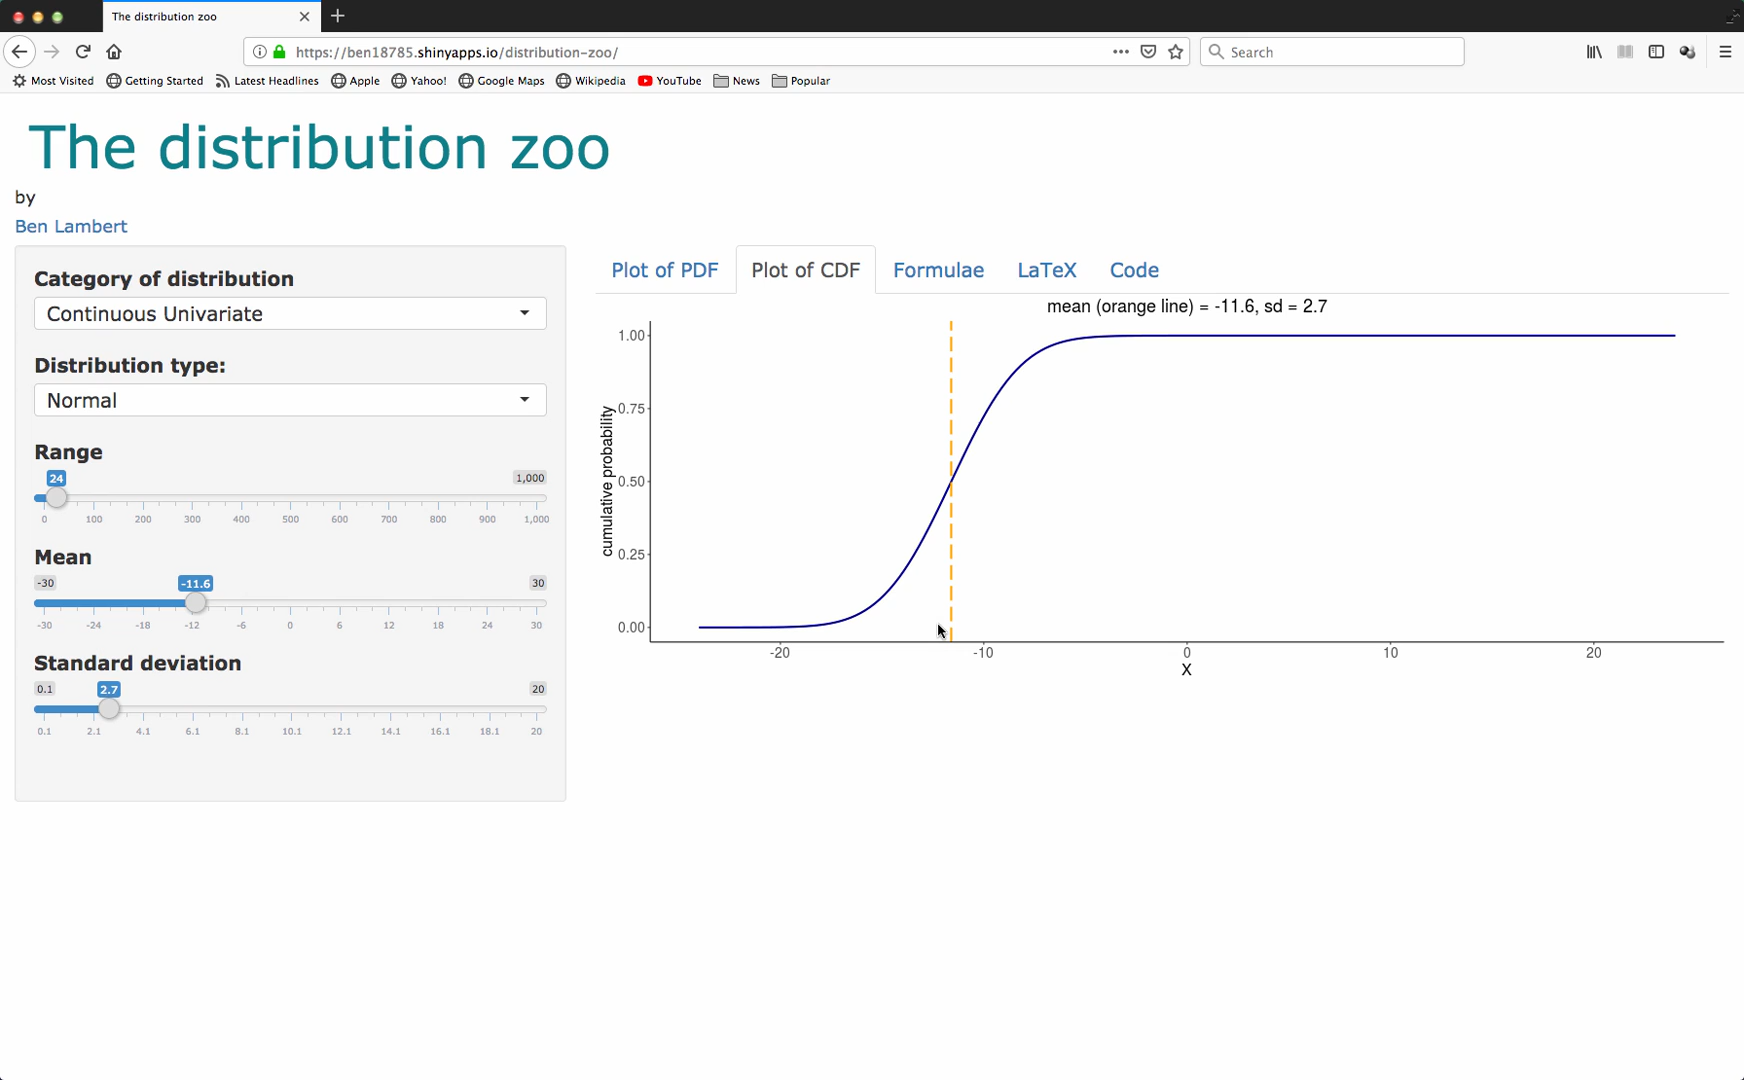 The distribution zoo
https://ben18785.shinyapps.io/distribution-zoo/
Search
Most Visited Getting Started Latest Headlines Apple Yahoo! Google Maps Wikipedia YouTube News Popular
The distribution zoo
by
Ben Lambert
Category of distribution
Continuous Univariate
Distribution type:
Normal
Range
24 1,000
0 100 200 300 400 500 600 700 800 900 1,000
Mean
-30 -11.6 30
-30 -24 -18 -12 -6 0 6 12 18 24 30
Standard deviation
0.1 2.7 20
0.1 2.1 4.1 6.1 8.1 10.1 12.1 14.1 16.1 18.1 20
Plot of PDF Plot of CDF Formulae LaTeX Code
mean (orange line) = -11.6, sd = 2.7
1.00
0.75
0.50
0.25
0.00
cumulative probability
-20 -10 0 10 20
X